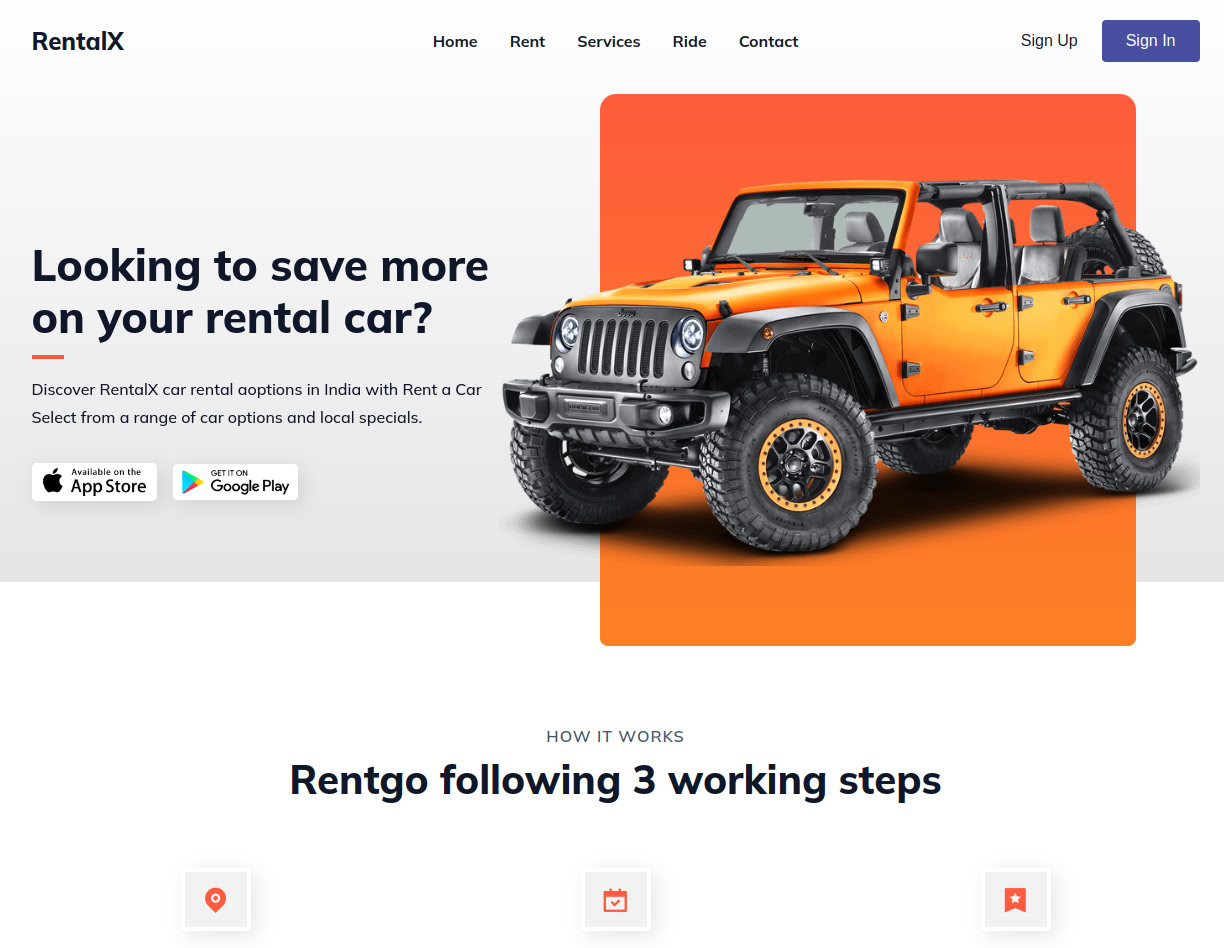 RentalX
Home Rent Services Ride Contact
Sign Up Sign In
Looking to save more
on your rental car?
Discover RentalX car rental aoptions in India with Rent a Car
Select from a range of car options and local specials.
Available on the
App Store
GET IT ON
Google Play
Jeep
HOW IT WORKS
Rentgo following 3 working steps